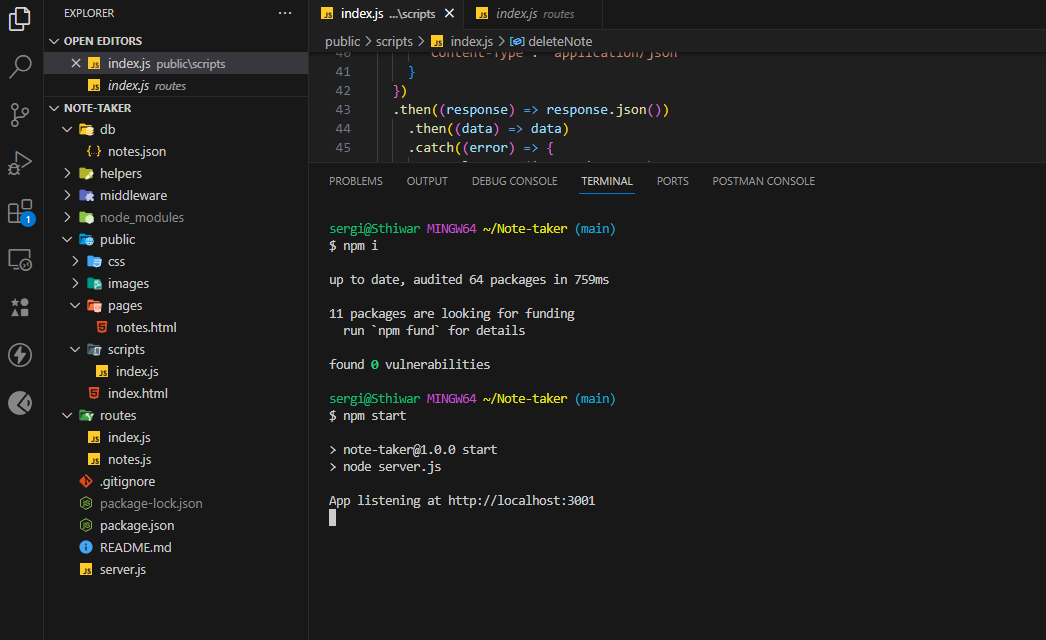 EXPLORER
OPEN EDITORS
index.js public\scripts
index.js routes
NOTE-TAKER
db
notes.json
helpers
middleware
node_modules
public
css
images
pages
notes.html
scripts
index.js
index.html
routes
index.js
notes.js
.gitignore
package-lock.json
package.json
README.md
server.js
1
index.js ...\scripts
index.js routes
public > scripts > index.js > deleteNote
40 "Content-Type": "application/json"
41 }
42 })
43 .then((response) => response.json())
44 .then((data) => data)
45 .catch((error) => {
PROBLEMS OUTPUT DEBUG CONSOLE TERMINAL PORTS POSTMAN CONSOLE
sergi@Sthiwar MINGW64 ~/Note-taker (main)
$ npm i
up to date, audited 64 packages in 759ms
11 packages are looking for funding
run `npm fund` for details
found 0 vulnerabilities
sergi@Sthiwar MINGW64 ~/Note-taker (main)
$ npm start
> note-taker@1.0.0 start
> node server.js
App listening at http://localhost:3001